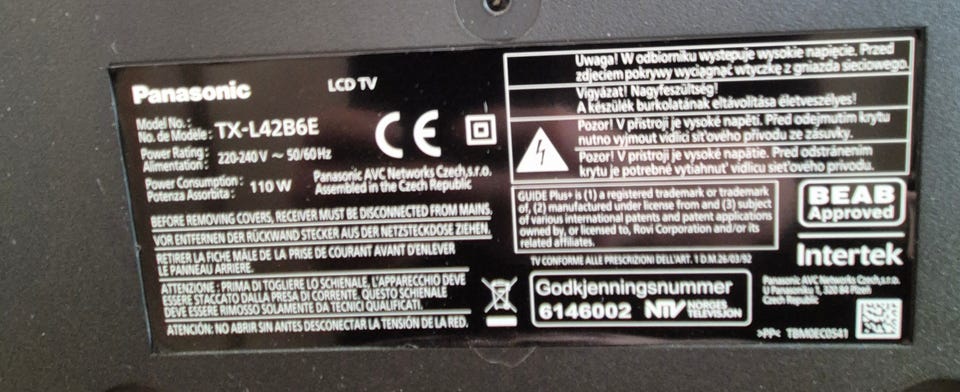 Panasonic
LCD TV
Model No.:
No. de Modèle: TX-L42B6E
Power Rating:
Alimentation: 220-240 V ~ 50/60 Hz
Power Consumption:
Potenza Assorbita: 110 W
Panasonic AVC Networks Czech,s.r.o.
Assembled in the Czech Republic
CE
BEFORE REMOVING COVERS, RECEIVER MUST BE DISCONNECTED FROM MAINS.
VOR ENTFERNEN DER RÜCKWAND STECKER AUS DER NETZSTECKDOSE ZIEHEN.
RETIRER LA FICHE MÂLE DE LA PRISE DE COURANT AVANT D'ENLEVER
LE PANNEAU ARRIERE.
ATTENZIONE : PRIMA DI TOGLIERE LO SCHIENALE, L'APPARECCHIO DEVE
ESSERE STACCATO DALLA PRESA DI CORRENTE. QUESTO SCHIENALE
DEVE ESSERE RIMOSSO SOLAMENTE DA TECNICI QUALIFICATI.
ATENCIÓN: NO ABRIR SIN ANTES DESCONECTAR LA TENSIÓN DE LA RED.
Uwaga! W odbiorniku występuje wysokie napięcie. Przed
zdjęciem pokrywy wyciągnąć wtyczkę z gniazda sieciowego.
Vigyázat! Nagyfeszültség!
A készülék burkolatának eltávolítása életveszélyes!
Pozor! V přístroji je vysoké napětí. Před odejmutím krytu
nutno vyjmout vidlici síťového přívodu ze zásuvky.
Pozor! V prístroji je vysoké napätie. Pred odstránením
krytu je potrebné vytiahnuť vidlicu sieťového prívodu.
GUIDE Plus+ is (1) a registered trademark or trademark
of, (2) manufactured under license from and (3) subject
of various international patents and patent applications
owned by, or licensed to, Rovi Corporation and/or its
related affiliates.
BEAB
Approved
Intertek
TV CONFORME ALLE PRESCRIZIONI DELL'ART. 1 D.M.26/03/92
Godkjenningsnummer
6146002 NTV NORGES
TELEVISJON
Panasonic AVC Networks Czech,s.r.o.
U Panasoniku 1, 320 84 Plzeň
Czech Republic
>PP< TBM0EC0541